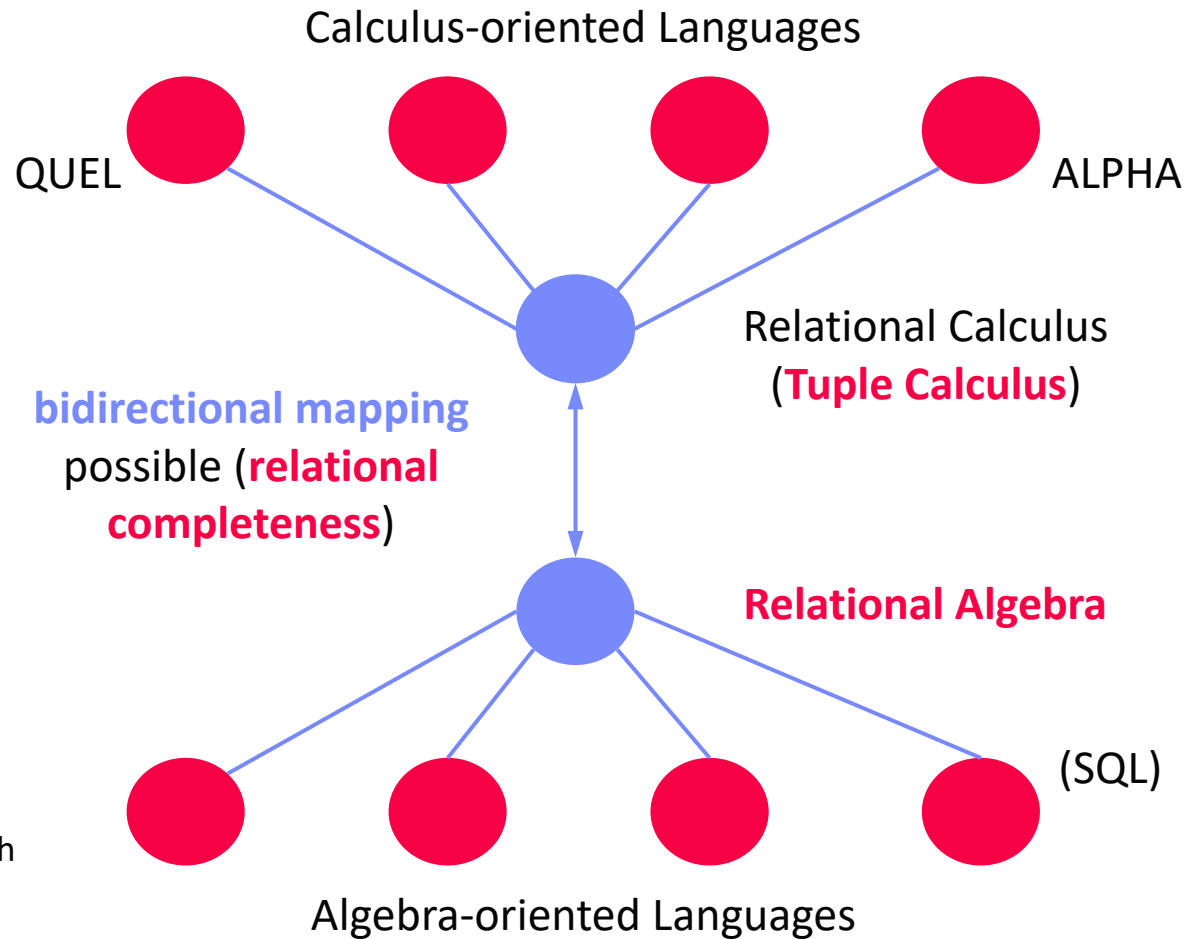 Calculus-oriented Languages
QUEL
ALPHA
Relational Calculus
(Tuple Calculus)
bidirectional mapping
possible (relational
completeness)
Relational Algebra
(SQL)
h
Algebra-oriented Languages